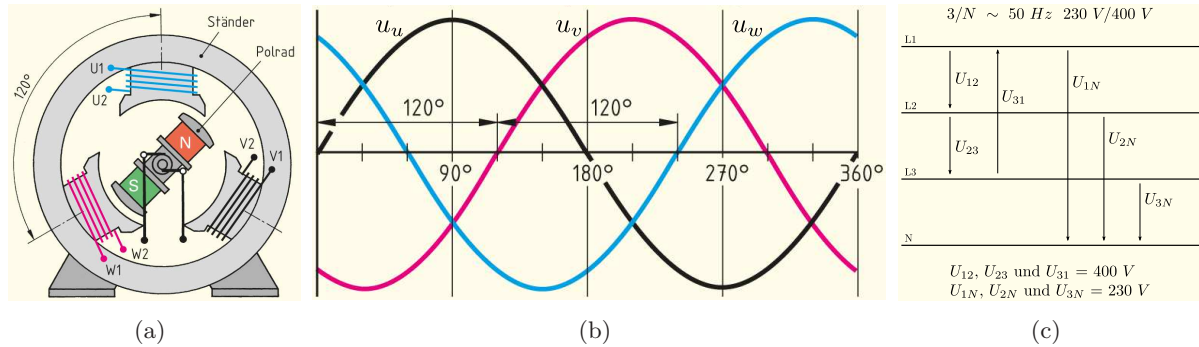 120°
Ständer
Polrad
U1
U2
N
S
V2
V1
W2
W1
(a)
u_u
u_v
u_w
120°
120°
90°
180°
270°
360°
(b)
3/N ~ 50 Hz 230 V/400 V
L1
U_12
U_31
U_1N
L2
U_23
U_2N
L3
U_3N
N
U_12, U_23 und U_31 = 400 V
U_1N, U_2N und U_3N = 230 V
(c)